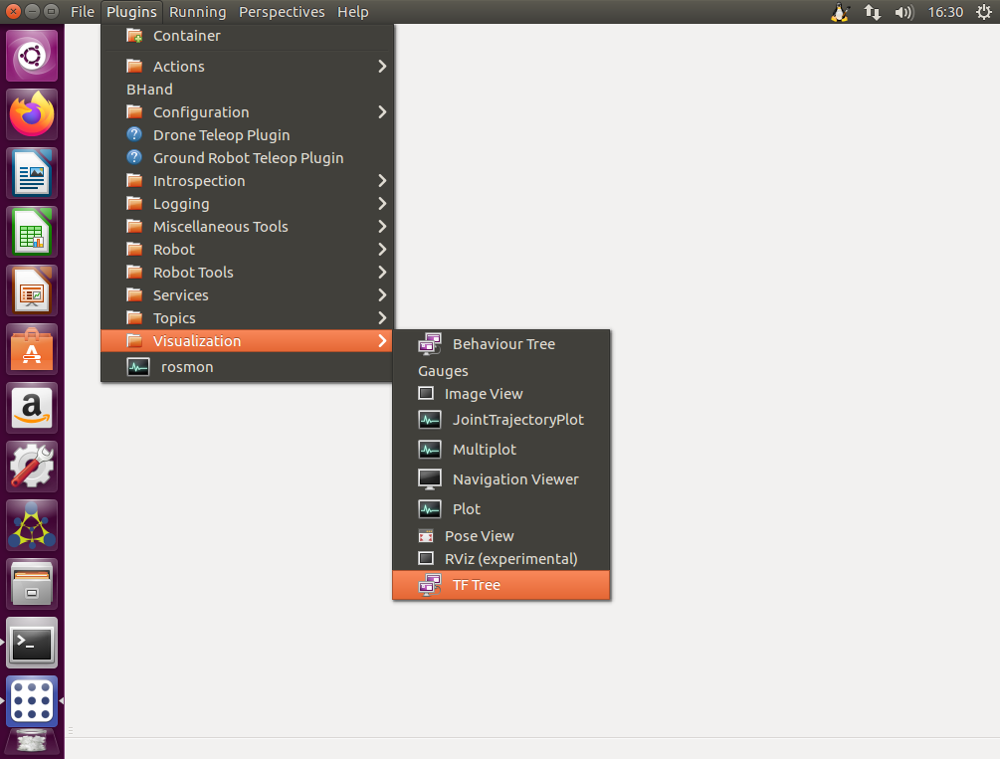 File Plugins Running Perspectives Help 16:30
Container
Actions
BHand
Configuration
Drone Teleop Plugin
Ground Robot Teleop Plugin
Introspection
Logging
Miscellaneous Tools
Robot
Robot Tools
Services
Topics
Visualization
rosmon
Behaviour Tree
Gauges
Image View
JointTrajectoryPlot
Multiplot
Navigation Viewer
Plot
Pose View
RViz (experimental)
TF Tree